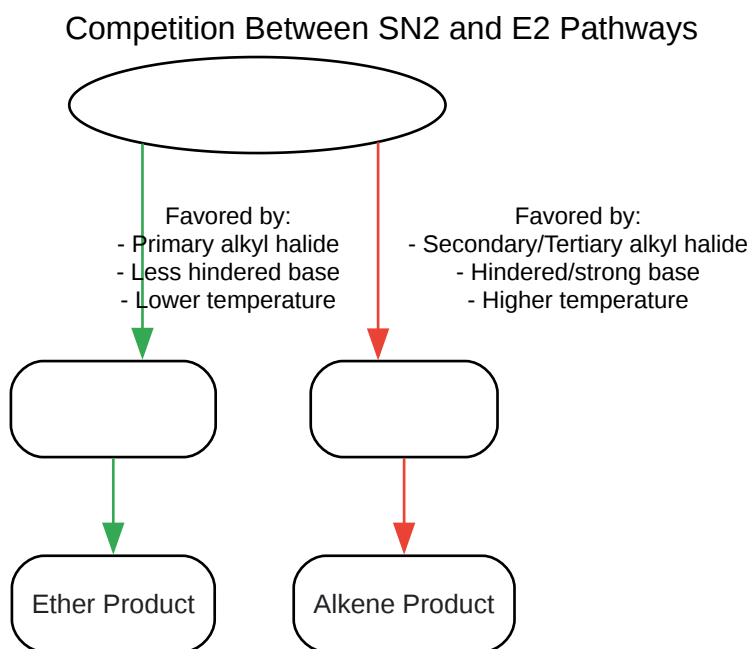 Competition Between SN2 and E2 Pathways
Favored by:
- Primary alkyl halide
- Less hindered base
- Lower temperature
Favored by:
- Secondary/Tertiary alkyl halide
- Hindered/strong base
- Higher temperature
Ether Product
Alkene Product